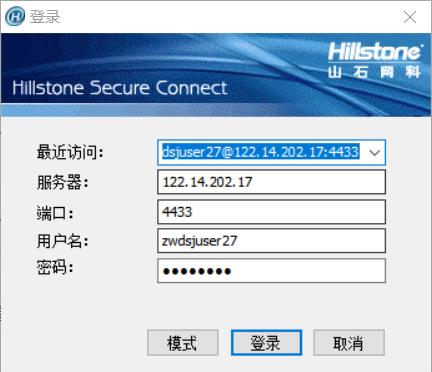 登录
Hillstone
山石网科
Hillstone Secure Connect
最近访问: dsjuser27@122.14.202.17:4433
服务器: 122.14.202.17
端口: 4433
用户名: zwdsjuser27
密码: ●●●●●●●●
模式 登录 取消